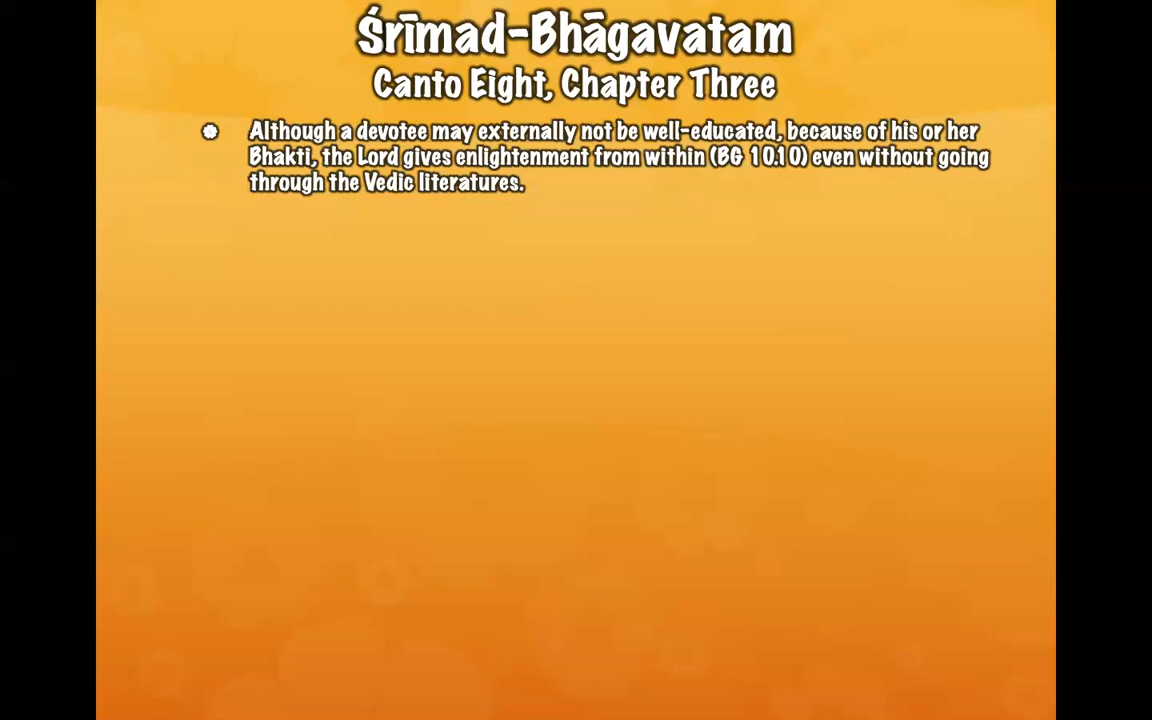 Śrīmad-Bhāgavatam
Canto Eight, Chapter Three
• Although a devotee may externally not be well-educated, because of his or her
Bhakti, the Lord gives enlightenment from within (BG 10.10) even without going
through the Vedic literatures.